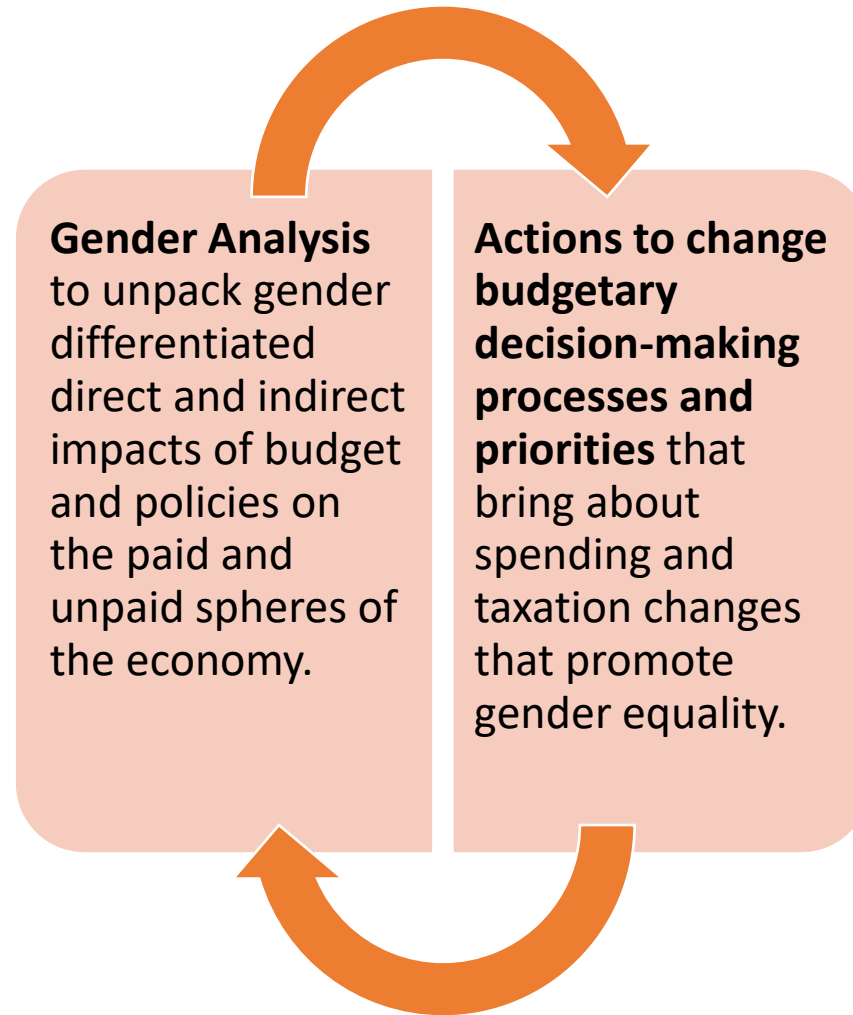 Gender Analysis
to unpack gender
differentiated
direct and indirect
impacts of budget
and policies on
the paid and
unpaid spheres of
the economy.
Actions to change
budgetary
decision-making
processes and
priorities that
bring about
spending and
taxation changes
that promote
gender equality.